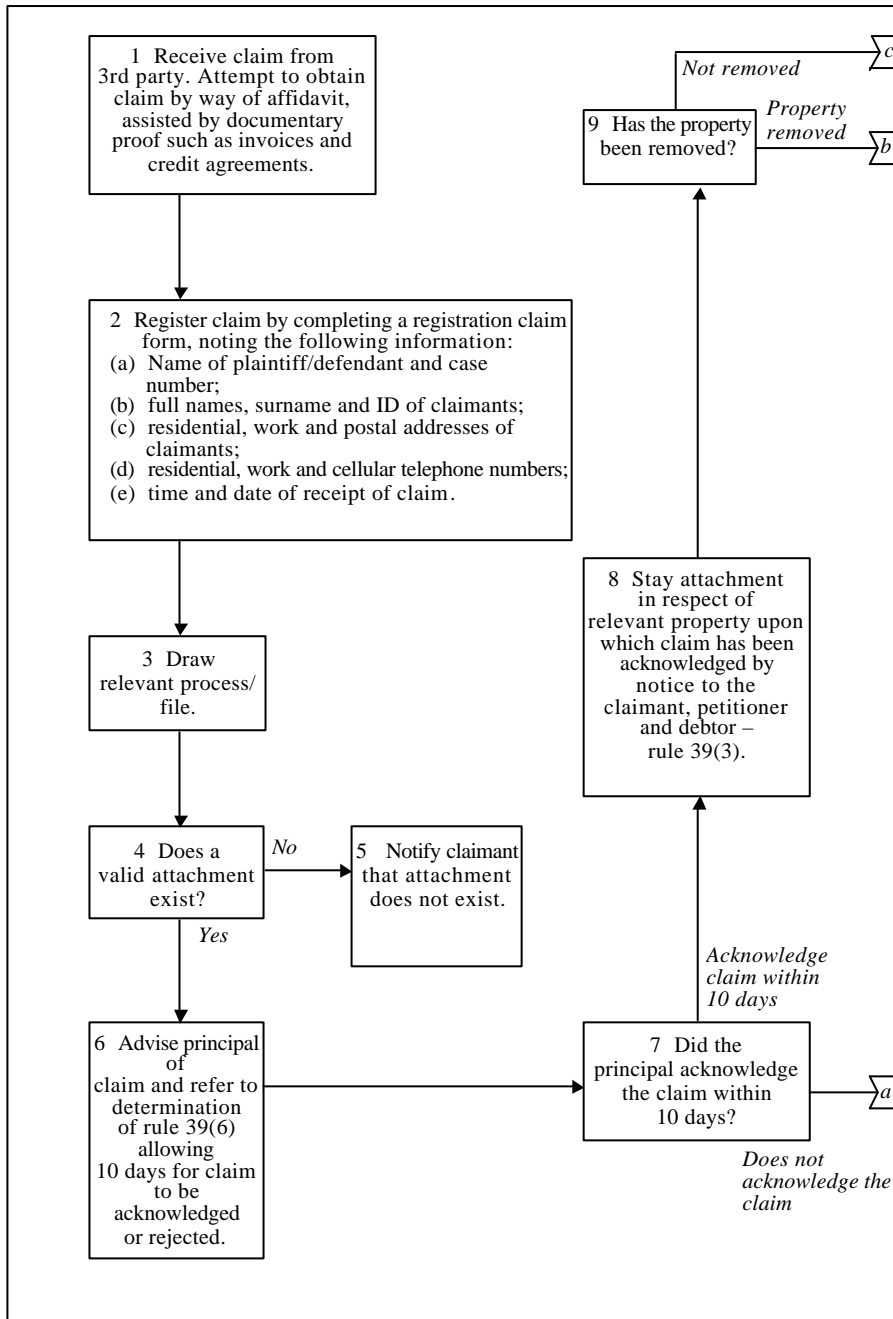 1 Receive claim from
3rd party. Attempt to obtain
claim by way of affidavit,
assisted by documentary
proof such as invoices and
credit agreements.
2 Register claim by completing a registration claim
form, noting the following information:
(a) Name of plaintiff/defendant and case
number;
(b) full names, surname and ID of claimants;
(c) residential, work and postal addresses of
claimants;
(d) residential, work and cellular telephone numbers;
(e) time and date of receipt of claim.
3 Draw
relevant process/
file.
4 Does a
valid attachment
exist?
No
5 Notify claimant
that attachment
does not exist.
Yes
6 Advise principal
of
claim and refer to
determination
of rule 39(6)
allowing
10 days for claim
to be
acknowledged
or rejected.
7 Did the
principal acknowledge
the claim within
10 days?
a
Does not
acknowledge the
claim
Acknowledge
claim within
10 days
8 Stay attachment
in respect of
relevant property upon
which claim has been
acknowledged by
notice to the
claimant, petitioner
and debtor –
rule 39(3).
9 Has the property
been removed?
Not removed
c
Property
removed
b